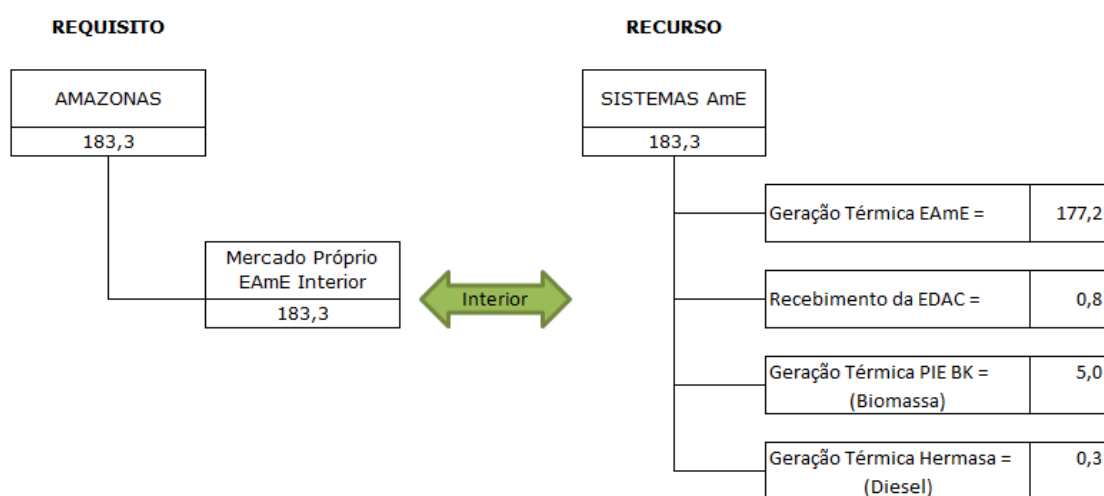 REQUISITO
RECURSO
AMAZONAS
183,3
SISTEMAS AmE
183,3
Geração Térmica EAmE =
177,2
Mercado Próprio
EAmE Interior
183,3
Interior
Recebimento da EDAC =
0,8
Geração Térmica PIE BK =
(Biomassa)
5,0
Geração Térmica Hermasa =
(Diesel)
0,3